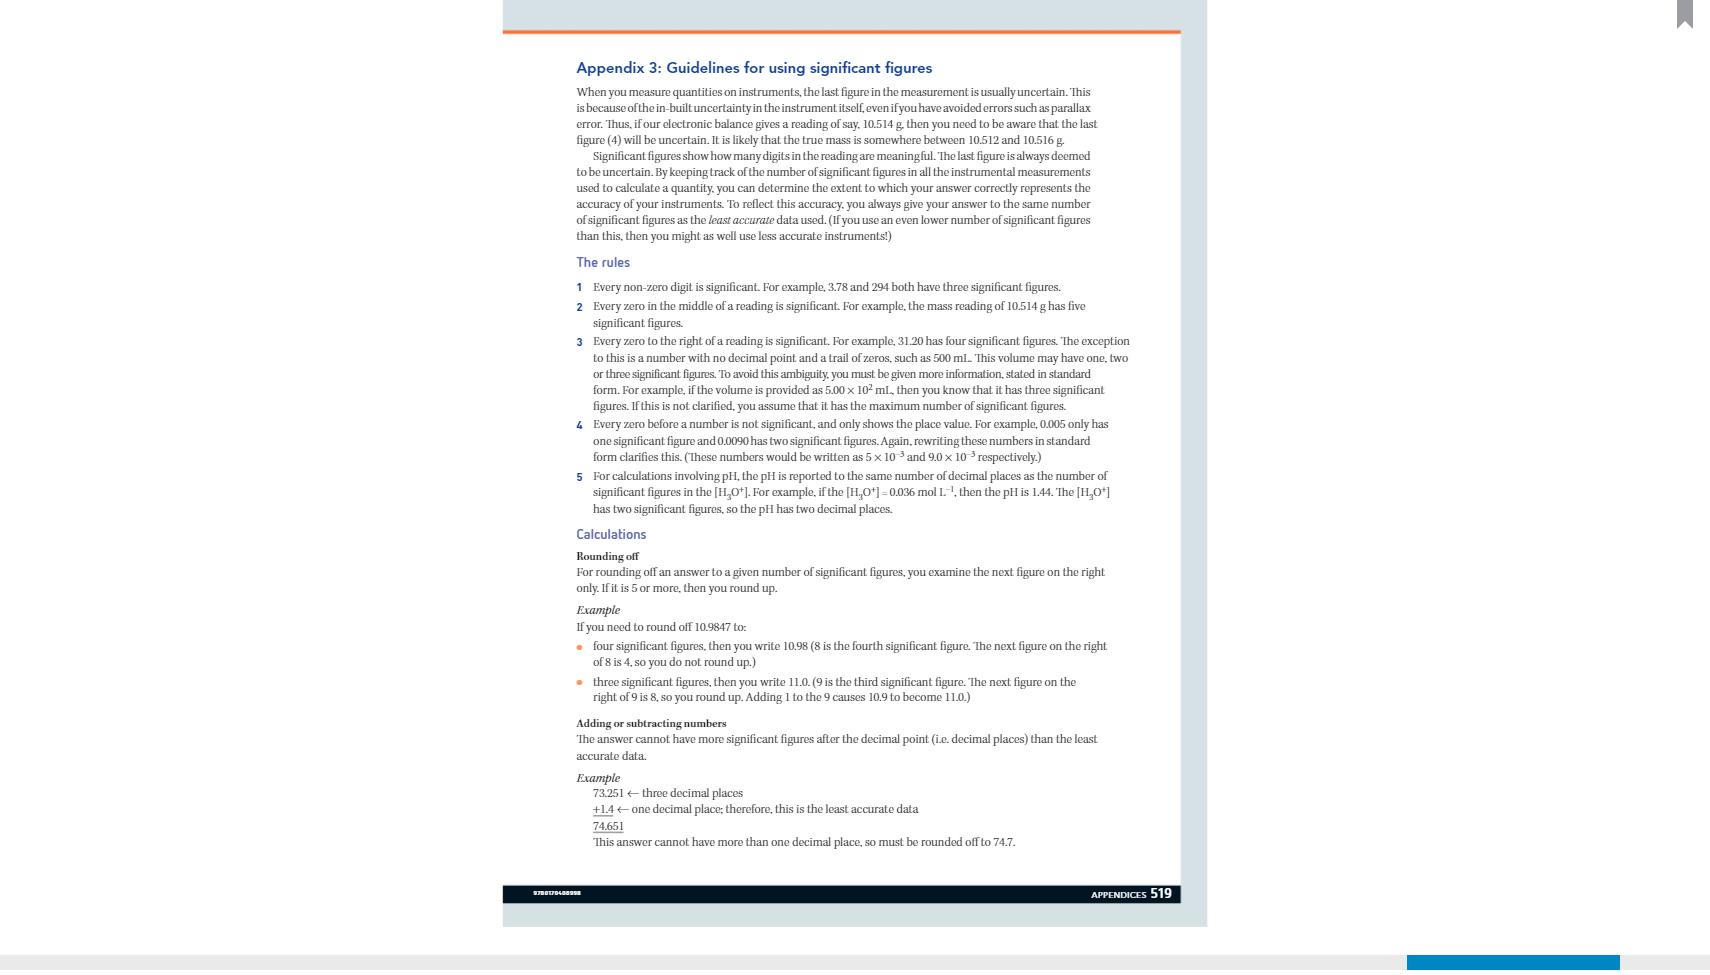 Appendix 3: Guidelines for using significant figures
When you measure quantities on instruments, the last figure in the measurement is usually uncertain. This
is because of the in-built uncertainty in the instrument itself, even if you have avoided errors such as parallax
error. Thus, if our electronic balance gives a reading of say, 10.514 g, then you need to be aware that the last
figure (4) will be uncertain. It is likely that the true mass is somewhere between 10.512 and 10.516 g.
Significant figures show how many digits in the reading are meaningful. The last figure is always deemed
to be uncertain. By keeping track of the number of significant figures in all the instrumental measurements
used to calculate a quantity, you can determine the extent to which your answer correctly represents the
accuracy of your instruments. To reflect this accuracy, you always give your answer to the same number
of significant figures as the least accurate data used. (If you use an even lower number of significant figures
than this, then you might as well use less accurate instruments!)
The rules
1 Every non-zero digit is significant. For example, 3.78 and 294 both have three significant figures.
2 Every zero in the middle of a reading is significant. For example, the mass reading of 10.514 g has five
significant figures.
3 Every zero to the right of a reading is significant. For example, 31.20 has four significant figures. The exception
to this is a number with no decimal point and a trail of zeros, such as 500 mL. This volume may have one, two
or three significant figures. To avoid this ambiguity, you must be given more information, stated in standard
form. For example, if the volume is provided as 5.00 × 10² mL, then you know that it has three significant
figures. If this is not clarified, you assume that it has the maximum number of significant figures.
4 Every zero before a number is not significant, and only shows the place value. For example, 0.005 only has
one significant figure and 0.0090 has two significant figures. Again, rewriting these numbers in standard
form clarifies this. (These numbers would be written as 5 × 10⁻³ and 9.0 × 10⁻³ respectively.)
5 For calculations involving pH, the pH is reported to the same number of decimal places as the number of
significant figures in the [H₃O⁺]. For example, if the [H₃O⁺] = 0.036 mol L⁻¹, then the pH is 1.44. The [H₃O⁺]
has two significant figures, so the pH has two decimal places.
Calculations
Rounding off
For rounding off an answer to a given number of significant figures, you examine the next figure on the right
only. If it is 5 or more, then you round up.
Example
If you need to round off 10.9847 to:
• four significant figures, then you write 10.98 (8 is the fourth significant figure. The next figure on the right
of 8 is 4, so you do not round up.)
• three significant figures, then you write 11.0. (9 is the third significant figure. The next figure on the
right of 9 is 8, so you round up. Adding 1 to the 9 causes 10.9 to become 11.0.)
Adding or subtracting numbers
The answer cannot have more significant figures after the decimal point (i.e. decimal places) than the least
accurate data.
Example
73.251 ← three decimal places
+1.4 ← one decimal place; therefore, this is the least accurate data
74.651
This answer cannot have more than one decimal place, so must be rounded off to 74.7.
APPENDICES 519